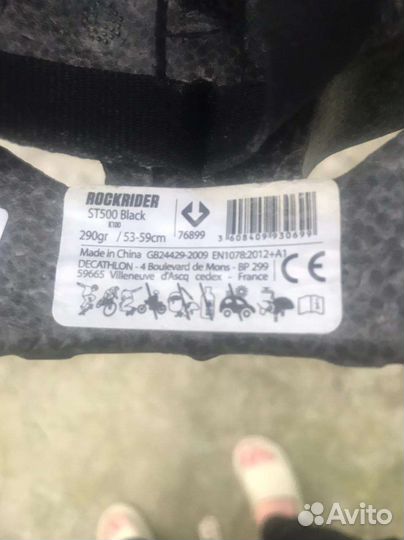 ROCKRIDER
ST500 Black
K100
290gr / 53-59cm
76899
3 608409 930699
Made in China GB24429-2009 EN1078:2012+A1
DECATHLON - 4 Boulevard de Mons - BP 299
59665 Villeneuve d'Ascq cedex - France
CE
Avito